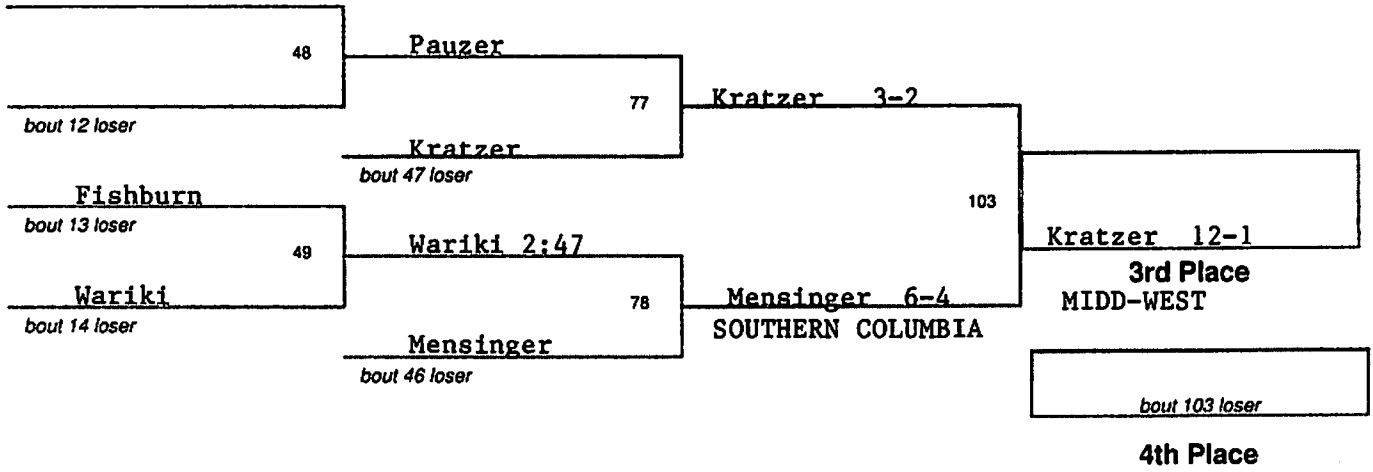 48
Pauzer
bout 12 loser
77
Kratzer 3-2
Kratzer
bout 47 loser
Fishburn
bout 13 loser
103
49
Wariki 2:47
Kratzer 12-1
3rd Place
Wariki
bout 14 loser
78
Mensinger 6-4
MIDD-WEST
SOUTHERN COLUMBIA
Mensinger
bout 46 loser
bout 103 loser
4th Place